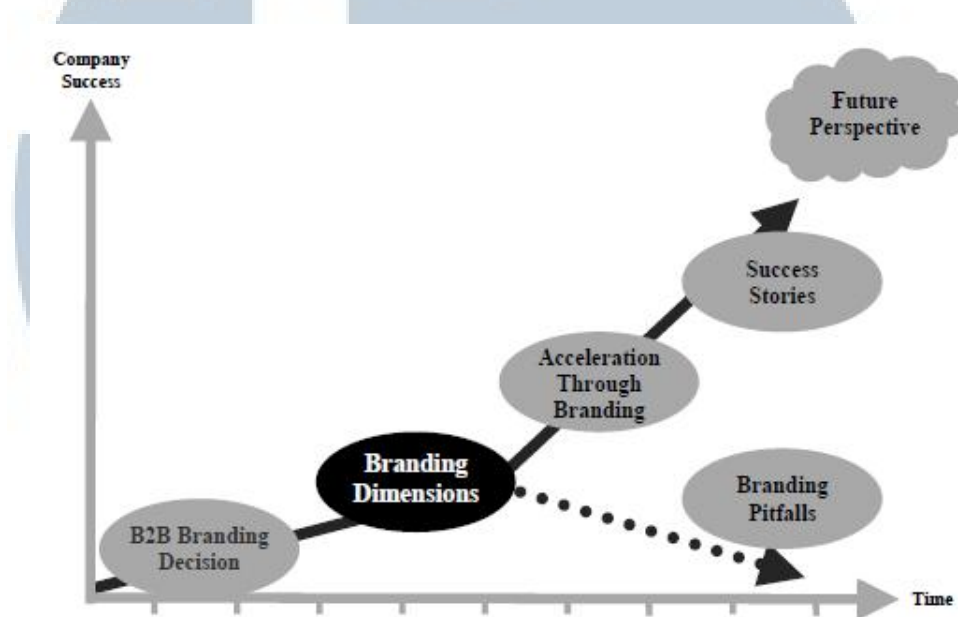 Company
Success
Future
Perspective
Success
Stories
Acceleration
Through
Branding
Branding
Dimensions
Branding
Pitfalls
B2B Branding
Decision
Time